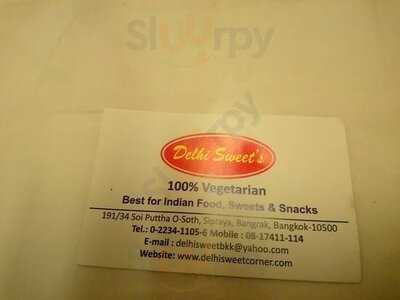 Slurrpy
Delhi Sweet's
100% Vegetarian
Best for Indian Food, Sweets & Snacks
191/34 Soi Puttha O-Soth, Sipraya, Bangrak, Bangkok-10500
Tel.: 0-2234-1105-6 Mobile : 08-17411-114
E-mail : delhisweetbkk@yahoo.com
Website: www.delhisweetcorner.com